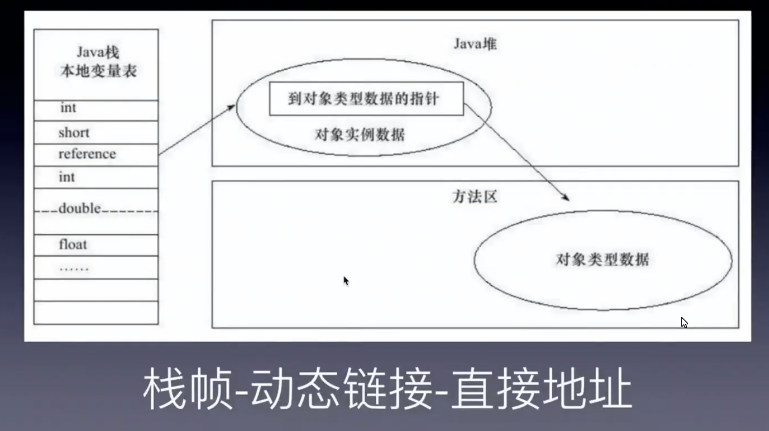 Java栈
本地变量表
int
short
reference
int
double
float
……
Java堆
到对象类型数据的指针
对象实例数据
方法区
对象类型数据
栈帧-动态链接-直接地址